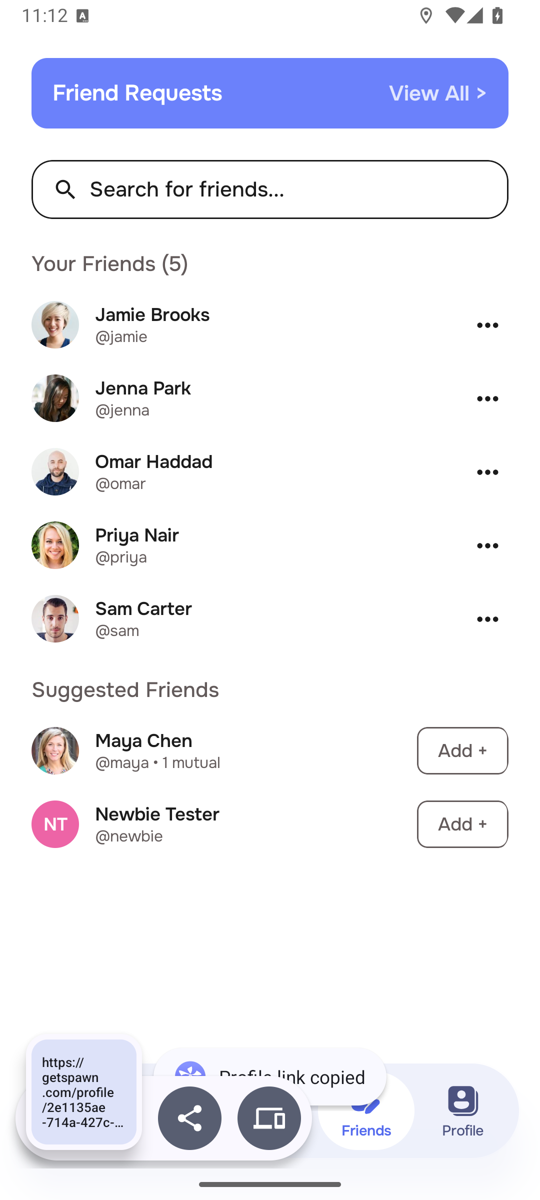 11:12
Friend Requests
View All >
Search for friends...
Your Friends (5)
Jamie Brooks
@jamie
Jenna Park
@jenna
Omar Haddad
@omar
Priya Nair
@priya
Sam Carter
@sam
Suggested Friends
Maya Chen
@maya • 1 mutual
Add +
NT
Newbie Tester
@newbie
Add +
https://
getspawn
.com/profile
/2e1135ae
-714a-427c-...
Profile link copied
Friends
Profile